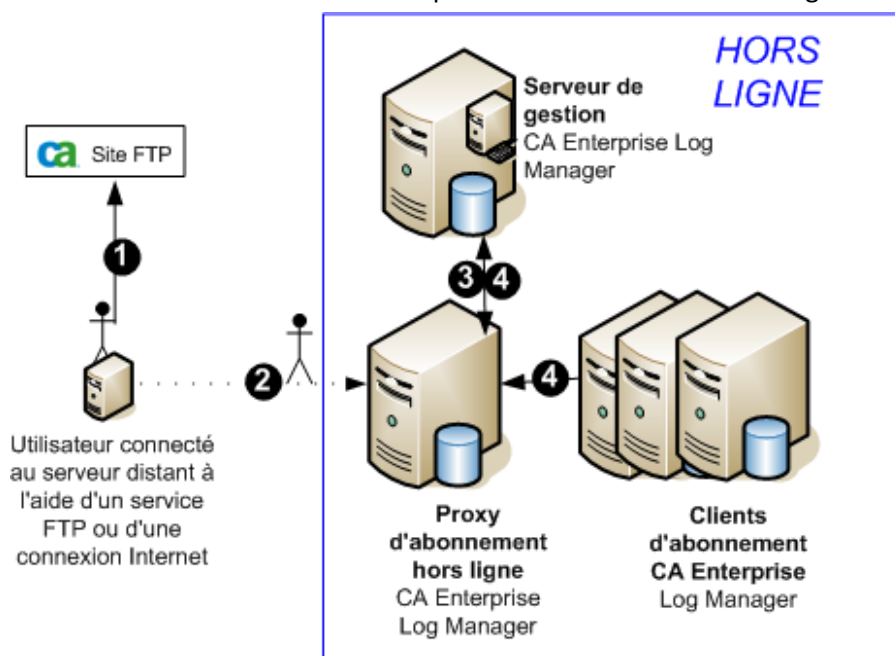 HORS
LIGNE
Serveur de
gestion
CA Enterprise Log
Manager
ca Site FTP
1
3 4
2
4
Utilisateur connecté
au serveur distant à
l'aide d'un service
FTP ou d'une
connexion Internet
Proxy
d'abonnement
hors ligne
CA Enterprise
Log Manager
Clients
d'abonnement
CA Enterprise
Log Manager